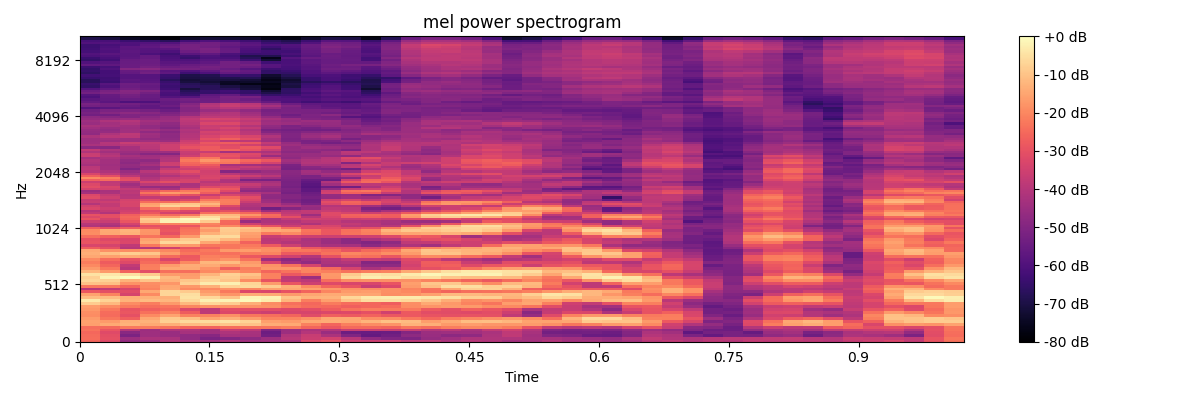 mel power spectrogram
Hz
8192
4096
2048
1024
512
0
0 0.15 0.3 0.45 0.6 0.75 0.9
Time
+0 dB
-10 dB
-20 dB
-30 dB
-40 dB
-50 dB
-60 dB
-70 dB
-80 dB